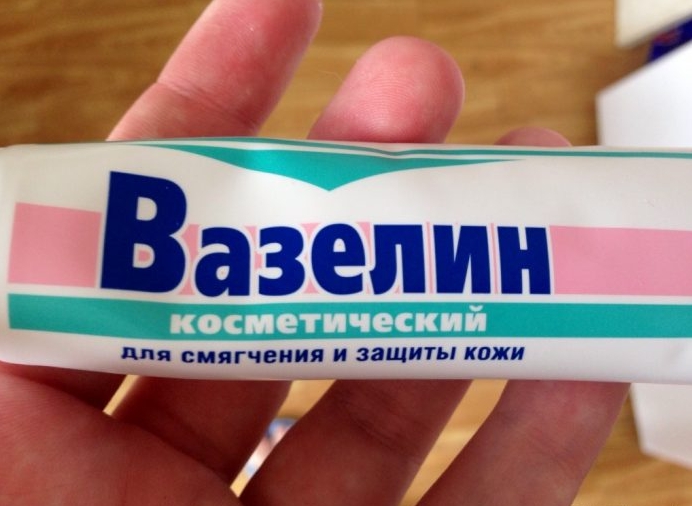 Вазелин
косметический
для смягчения и защиты кожи